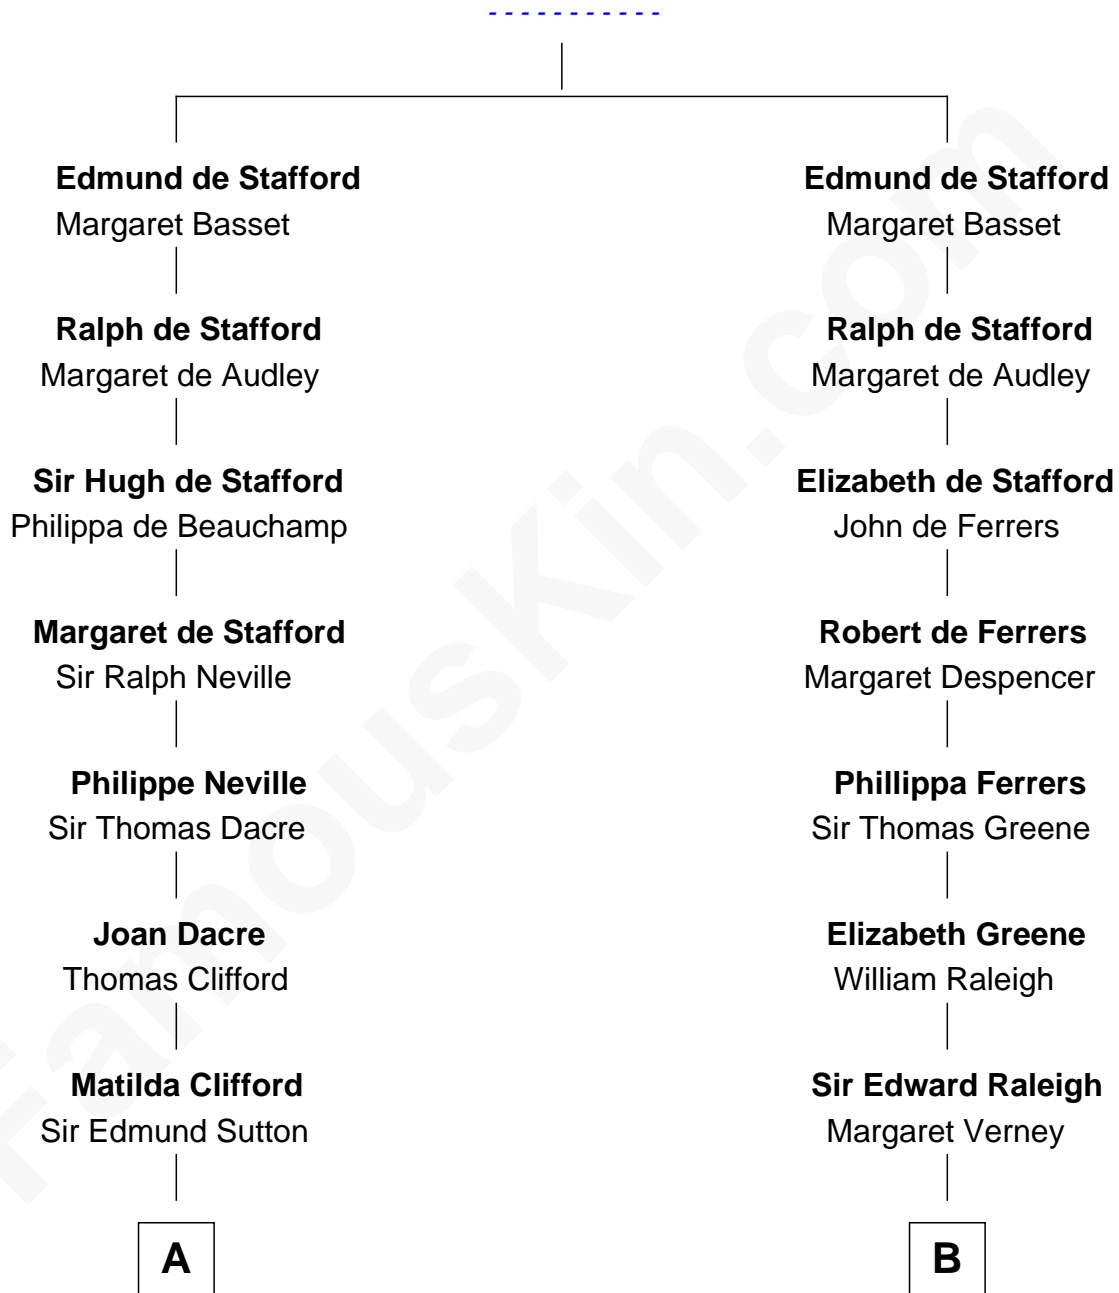 - - - - - - - - - - -
Edmund de Stafford
Margaret Basset
Edmund de Stafford
Margaret Basset
Ralph de Stafford
Margaret de Audley
Ralph de Stafford
Margaret de Audley
Sir Hugh de Stafford
Philippa de Beauchamp
Elizabeth de Stafford
John de Ferrers
Margaret de Stafford
Sir Ralph Neville
Robert de Ferrers
Margaret Despencer
Philippe Neville
Sir Thomas Dacre
Phillippa Ferrers
Sir Thomas Greene
Joan Dacre
Thomas Clifford
Elizabeth Greene
William Raleigh
Matilda Clifford
Sir Edmund Sutton
Sir Edward Raleigh
Margaret Verney
A
B
FamousKin.com